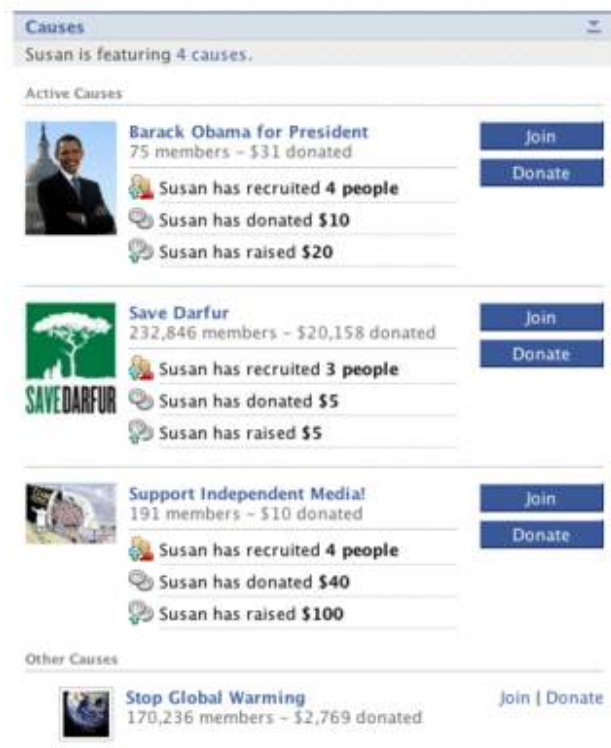 Causes
Susan is featuring 4 causes.
Active Causes
Barack Obama for President
75 members – $31 donated
Join
Donate
Susan has recruited 4 people
Susan has donated $10
Susan has raised $20
Save Darfur
232,846 members – $20,158 donated
Join
Donate
SAVEDARFUR
Susan has recruited 3 people
Susan has donated $5
Susan has raised $5
Support Independent Media!
191 members – $10 donated
Join
Donate
Susan has recruited 4 people
Susan has donated $40
Susan has raised $100
Other Causes
Stop Global Warming
170,236 members – $2,769 donated
Join | Donate